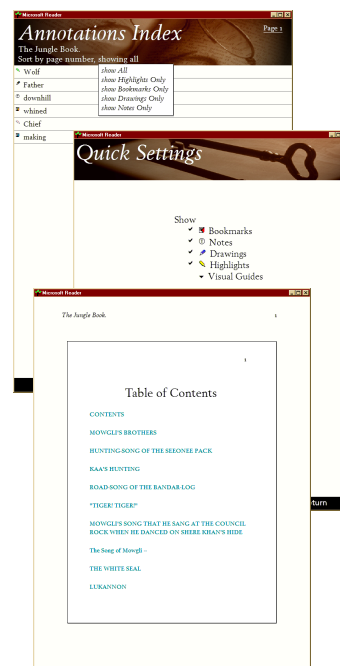 Microsoft Reader
Annotations Index
Page 1
The Jungle Book.
Sort by page number, showing all
Wolf
Father
downhill
whined
Chief
making
show All
show Highlights Only
show Bookmarks Only
show Drawings Only
show Notes Only
Microsoft Reader
Quick Settings
Show
Bookmarks
Notes
Drawings
Highlights
Visual Guides
Microsoft Reader
The Jungle Book.
1
1
Table of Contents
CONTENTS
MOWGLI'S BROTHERS
HUNTING-SONG OF THE SEEONEE PACK
KAA'S HUNTING
ROAD-SONG OF THE BANDAR-LOG
"TIGER! TIGER!"
MOWGLI'S SONG THAT HE SANG AT THE COUNCIL
ROCK WHEN HE DANCED ON SHERE KHAN'S HIDE
The Song of Mowgli –
THE WHITE SEAL
LUKANNON